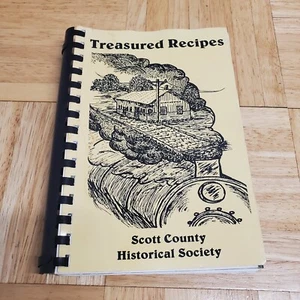 Treasured Recipes
Scott County
Historical Society